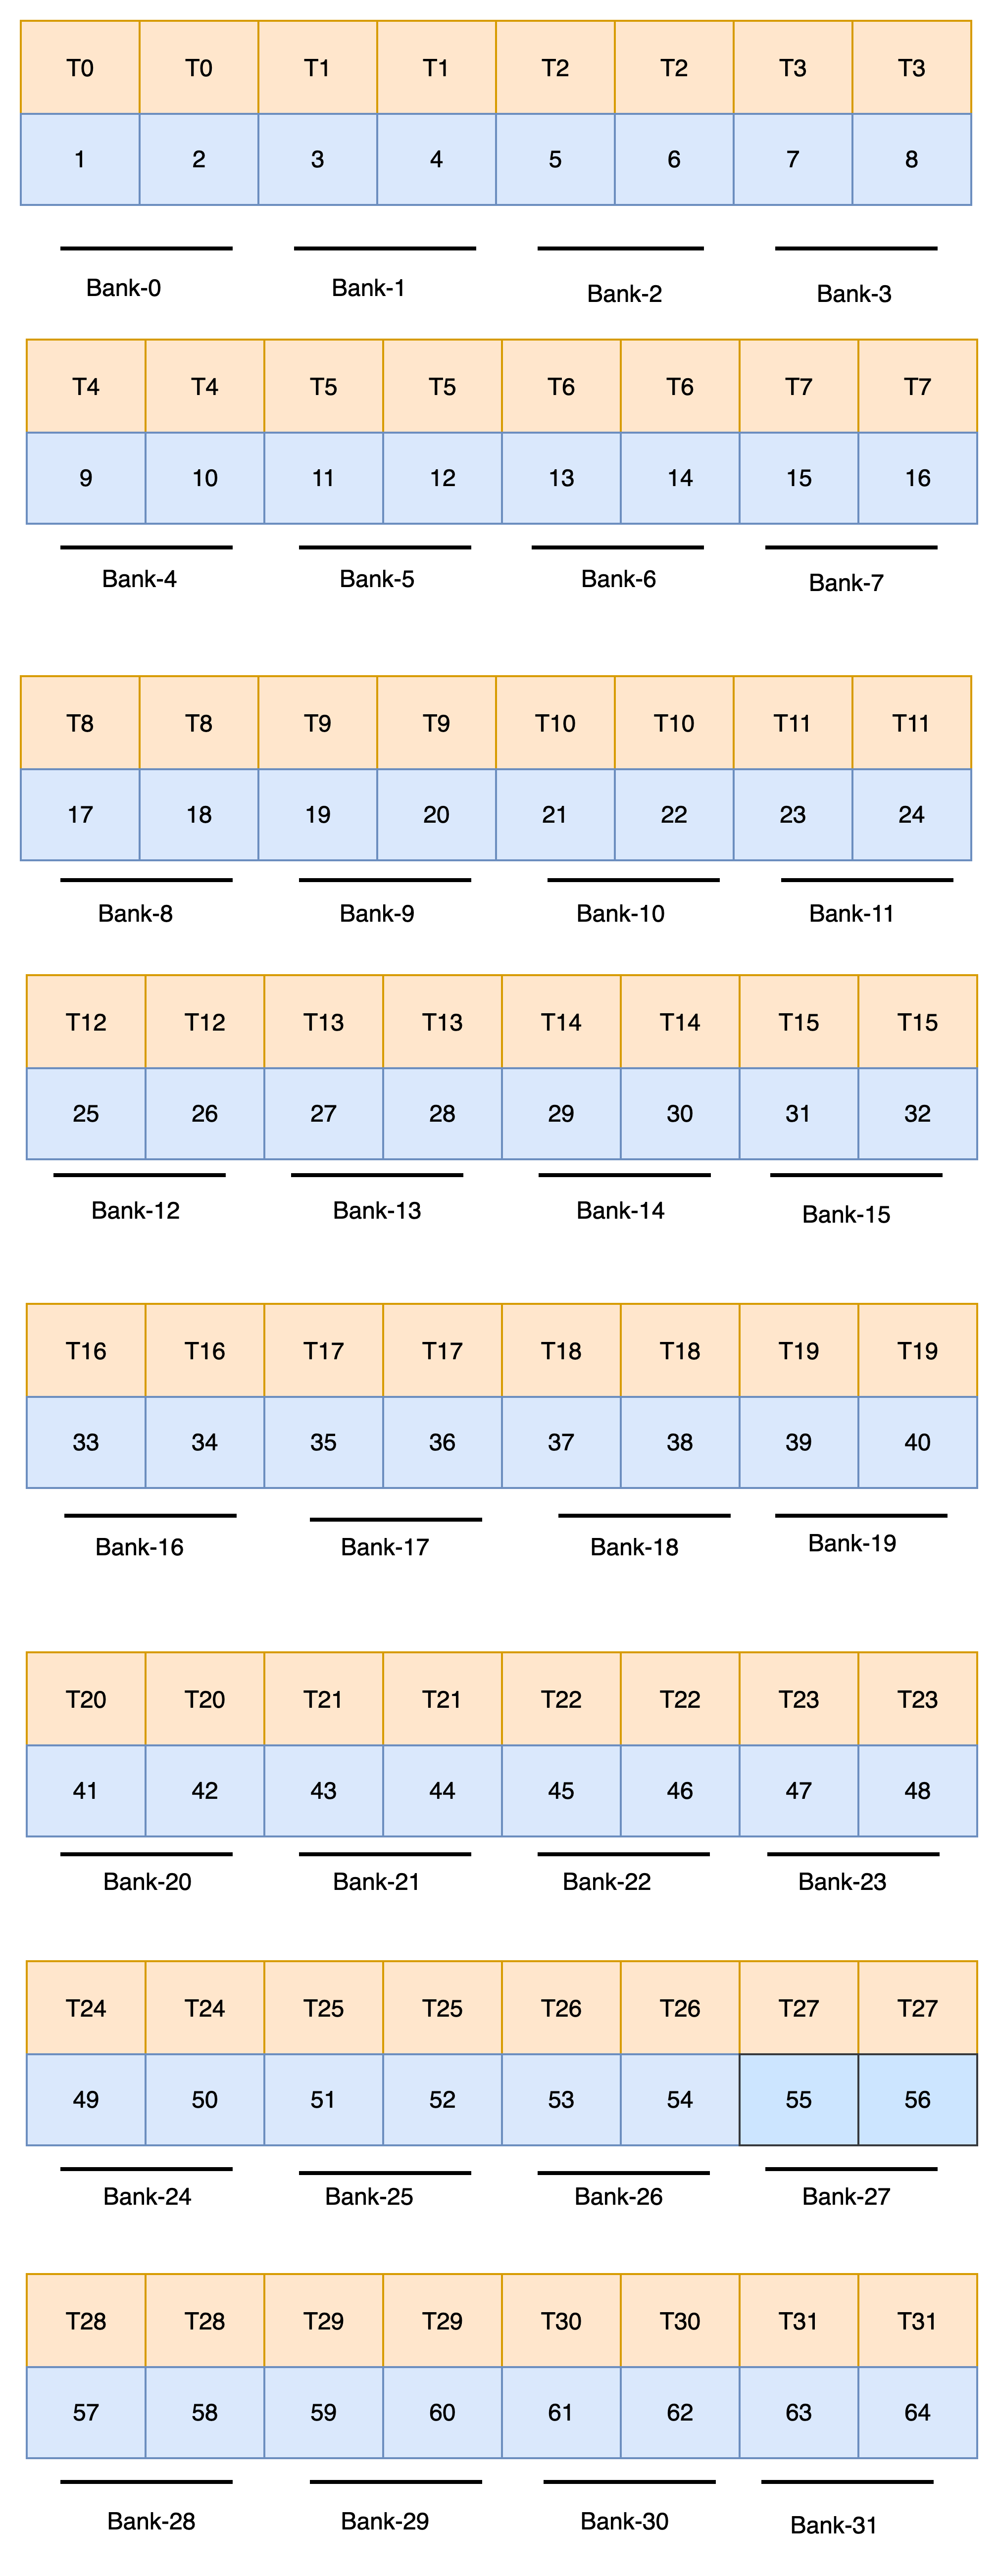 T0 T0 T1 T1 T2 T2 T3 T3
1 2 3 4 5 6 7 8
Bank-0 Bank-1 Bank-2 Bank-3
T4 T4 T5 T5 T6 T6 T7 T7
9 10 11 12 13 14 15 16
Bank-4 Bank-5 Bank-6 Bank-7
T8 T8 T9 T9 T10 T10 T11 T11
17 18 19 20 21 22 23 24
Bank-8 Bank-9 Bank-10 Bank-11
T12 T12 T13 T13 T14 T14 T15 T15
25 26 27 28 29 30 31 32
Bank-12 Bank-13 Bank-14 Bank-15
T16 T16 T17 T17 T18 T18 T19 T19
33 34 35 36 37 38 39 40
Bank-16 Bank-17 Bank-18 Bank-19
T20 T20 T21 T21 T22 T22 T23 T23
41 42 43 44 45 46 47 48
Bank-20 Bank-21 Bank-22 Bank-23
T24 T24 T25 T25 T26 T26 T27 T27
49 50 51 52 53 54 55 56
Bank-24 Bank-25 Bank-26 Bank-27
T28 T28 T29 T29 T30 T30 T31 T31
57 58 59 60 61 62 63 64
Bank-28 Bank-29 Bank-30 Bank-31